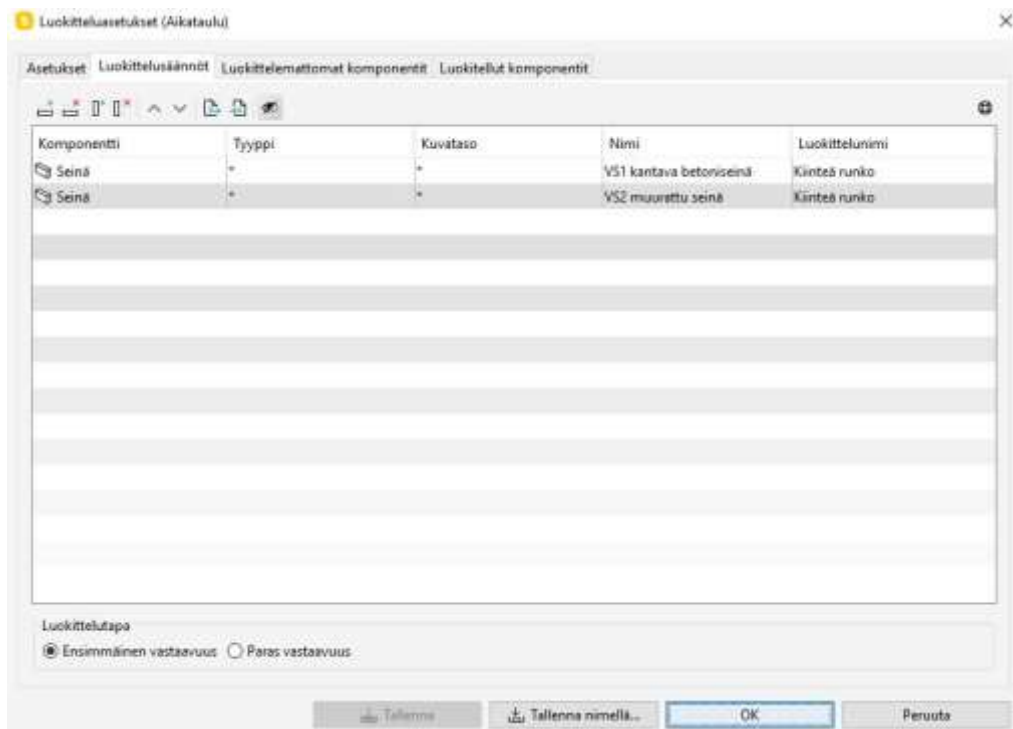 Luokitteluasetukset (Aikataulu)
Asetukset Luokittelusäännöt Luokittelemattomat komponentit Luokitellut komponentit
Komponentti Tyyppi Kuvataso Nimi Luokittelunimi
Seinä * * VS1 kantava betoniseinä Kiinteä runko
Seinä * * VS2 muurattu seinä Kiinteä runko
Luokittelutapa
Ensimmäinen vastaavuus Paras vastaavuus
Tallenna Tallenna nimellä... OK Peruuta